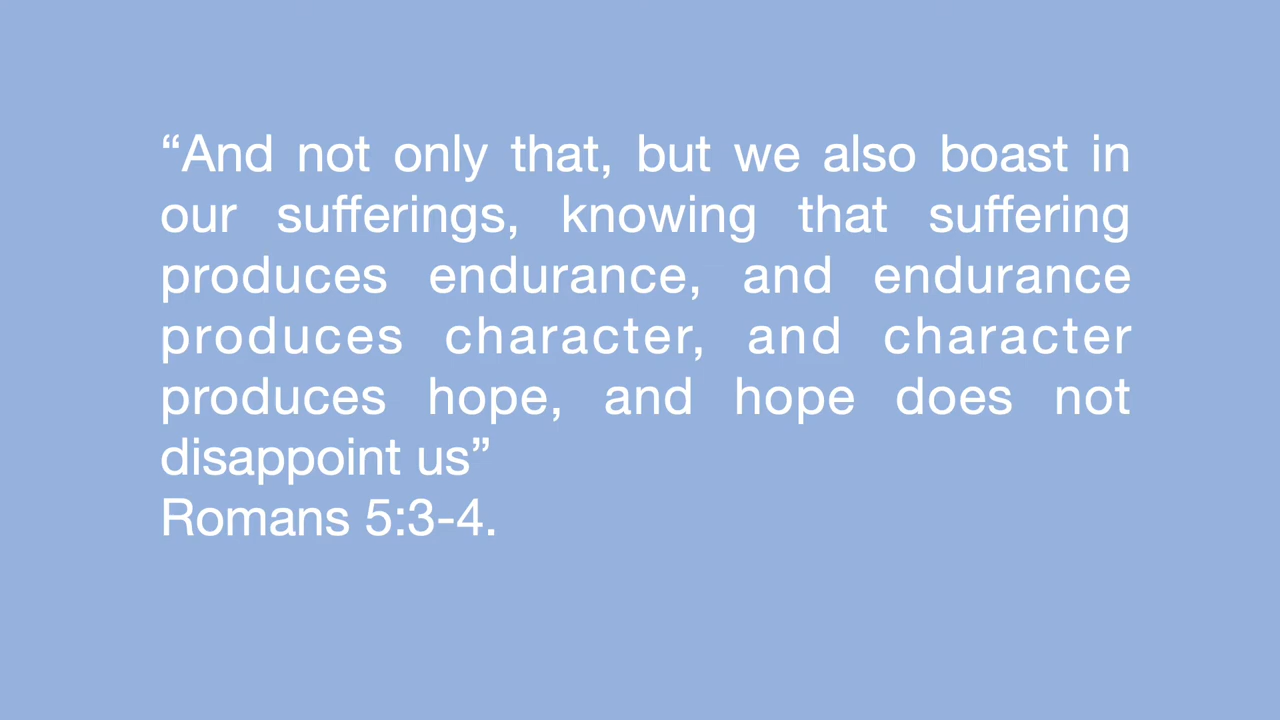 “And not only that, but we also boast in
our sufferings, knowing that suffering
produces endurance, and endurance
produces character, and character
produces hope, and hope does not
disappoint us”
Romans 5:3-4.